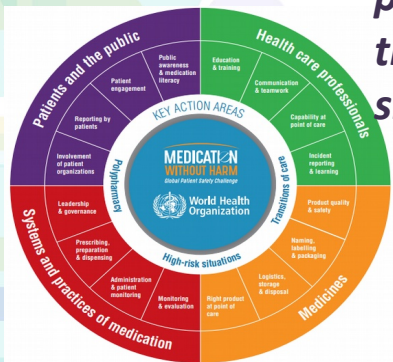 Patients and the public
Public
awareness
& medication
literacy
Patient
engagement
Reporting by
patients
Involvement
of patient
organizations
Health care professionals
Education
& training
Communication
& teamwork
Capability at
point of care
Incident
reporting
& learning
Medicines
Product quality
& safety
Naming,
labelling
& packaging
Logistics,
storage
& disposal
Right product
at point of
care
Systems and practices of medication
Leadership
& governance
Prescribing,
preparation
& dispensing
Administration
& patient
monitoring
Monitoring
& evaluation
KEY ACTION AREAS
Polypharmacy
Transitions of care
High-risk situations
MEDICATION
WITHOUT HARM
Global Patient Safety Challenge
World Health
Organization